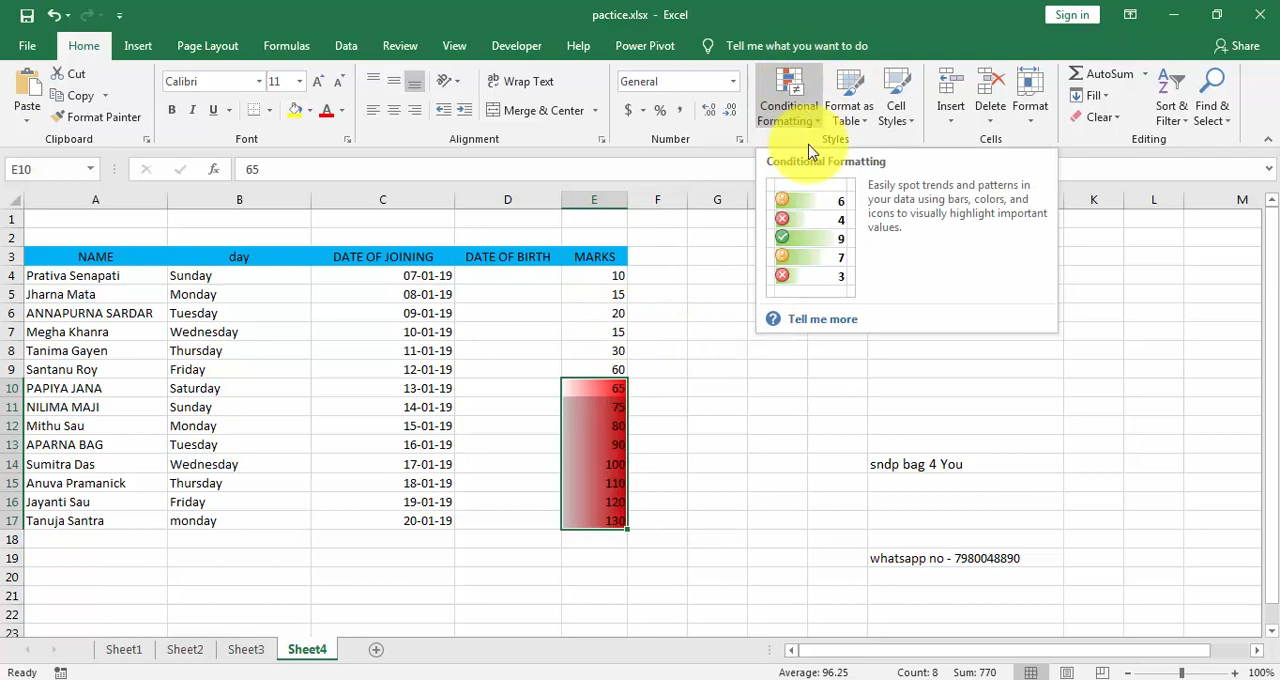 pactice.xlsx - Excel
Sign in
File Home Insert Page Layout Formulas Data Review View Developer Help Power Pivot Tell me what you want to do Share
Paste
Cut
Copy
Format Painter
Clipboard
Calibri 11
B I U
Font
Wrap Text
Merge & Center
Alignment
General
$ % ,
Number
Conditional Formatting
Format as Table
Cell Styles
Styles
Insert Delete Format
Cells
AutoSum
Fill
Clear
Sort & Filter
Find & Select
Editing
E10 fx 65
Conditional Formatting
Easily spot trends and patterns in
your data using bars, colors, and
icons to visually highlight important
values.
6
4
9
7
3
Tell me more
A B C D E F G K L M
1
2
3 NAME day DATE OF JOINING DATE OF BIRTH MARKS
4 Prativa Senapati Sunday 07-01-19 10
5 Jharna Mata Monday 08-01-19 15
6 ANNAPURNA SARDAR Tuesday 09-01-19 20
7 Megha Khanra Wednesday 10-01-19 15
8 Tanima Gayen Thursday 11-01-19 30
9 Santanu Roy Friday 12-01-19 60
10 PAPIYA JANA Saturday 13-01-19 65
11 NILIMA MAJI Sunday 14-01-19 75
12 Mithu Sau Monday 15-01-19 80
13 APARNA BAG Tuesday 16-01-19 90
14 Sumitra Das Wednesday 17-01-19 100 sndp bag 4 You
15 Anuva Pramanick Thursday 18-01-19 110
16 Jayanti Sau Friday 19-01-19 120
17 Tanuja Santra monday 20-01-19 130
18
19 whatsapp no - 7980048890
20
21
22
23
Sheet1 Sheet2 Sheet3 Sheet4
Ready Average: 96.25 Count: 8 Sum: 770 100%